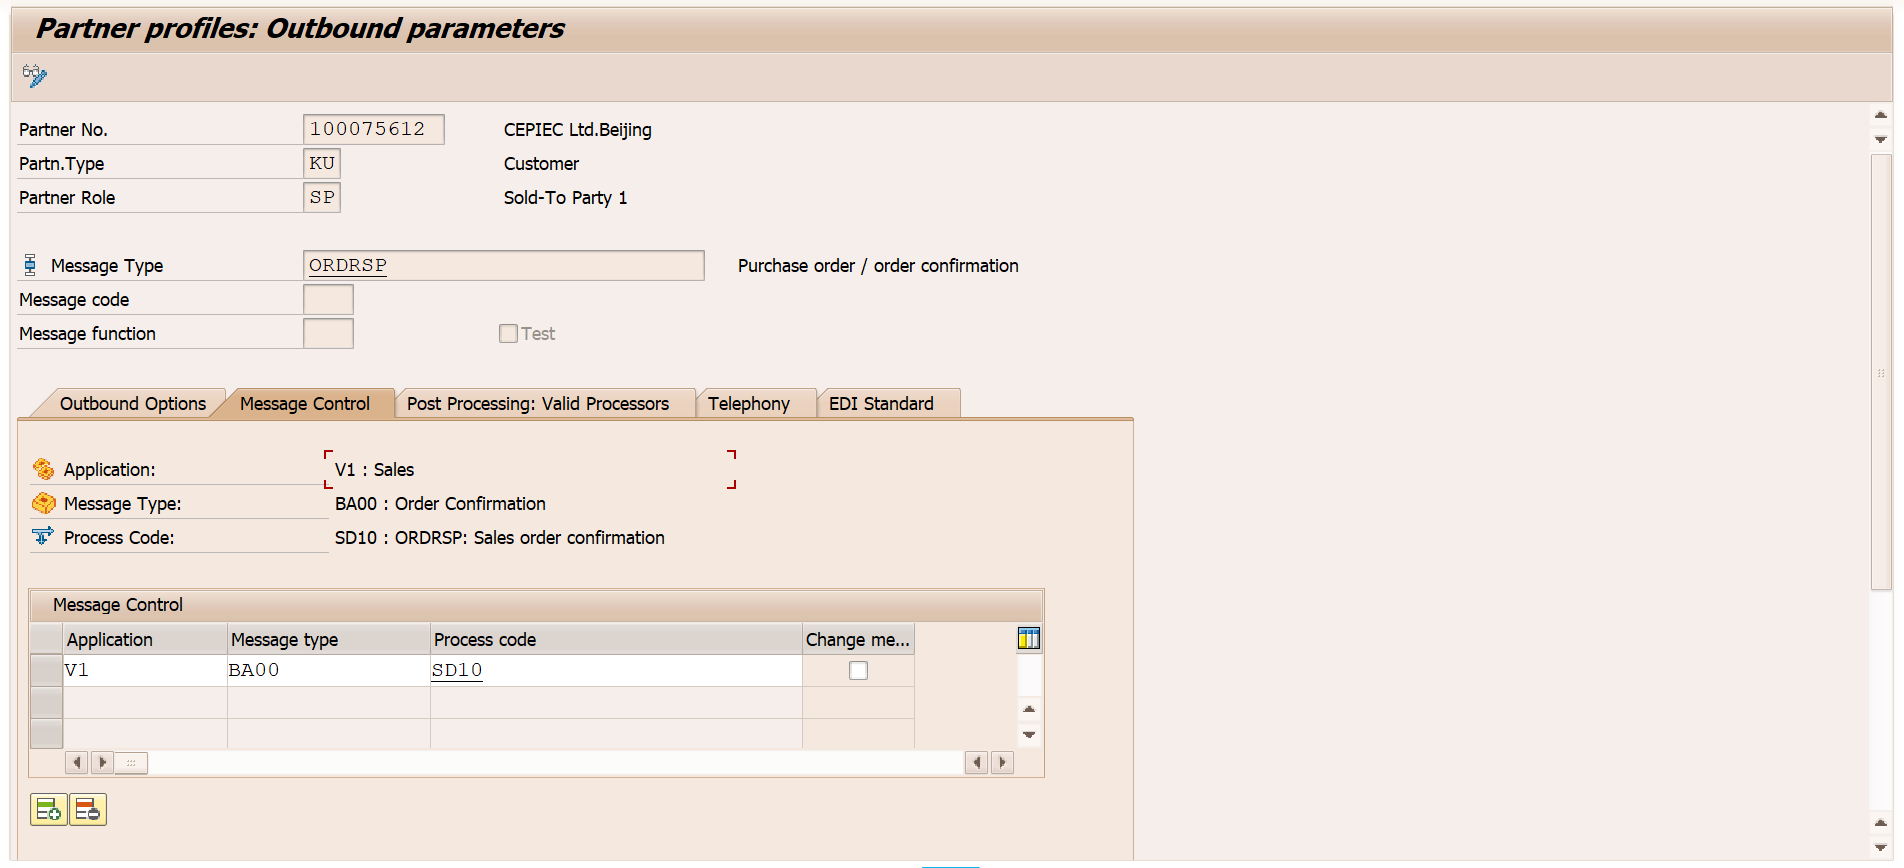 Partner profiles: Outbound parameters
Partner No. 100075612 CEPIEC Ltd.Beijing
Partn.Type KU Customer
Partner Role SP Sold-To Party 1
Message Type ORDRSP Purchase order / order confirmation
Message code
Message function Test
Outbound Options Message Control Post Processing: Valid Processors Telephony EDI Standard
Application: V1 : Sales
Message Type: BA00 : Order Confirmation
Process Code: SD10 : ORDRSP: Sales order confirmation
Message Control
Application Message type Process code Change me...
V1 BA00 SD10